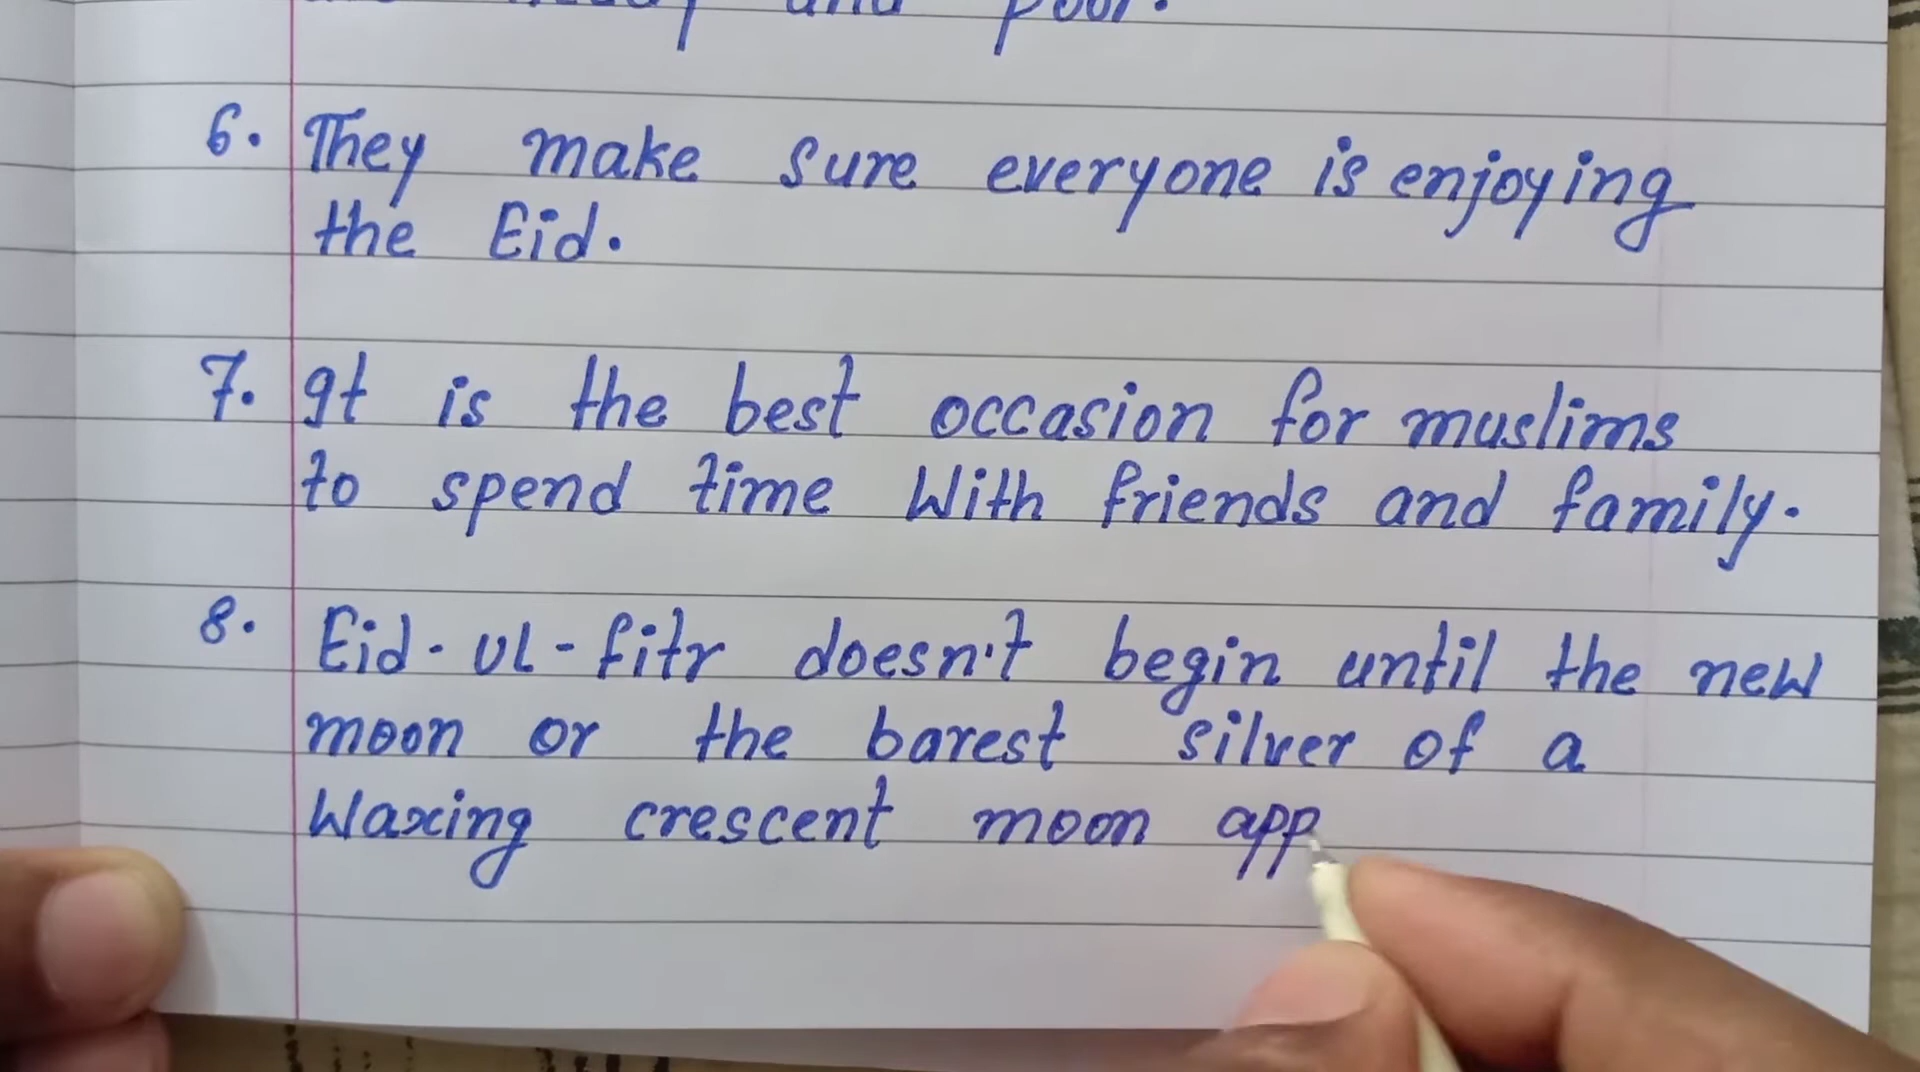 and poor.
6. They make sure everyone is enjoying
the Eid.
7. It is the best occasion for muslims
to spend time With friends and family.
8. Eid-ul-fitr doesn't begin until the new
moon or the barest silver of a
Waxing crescent moon app